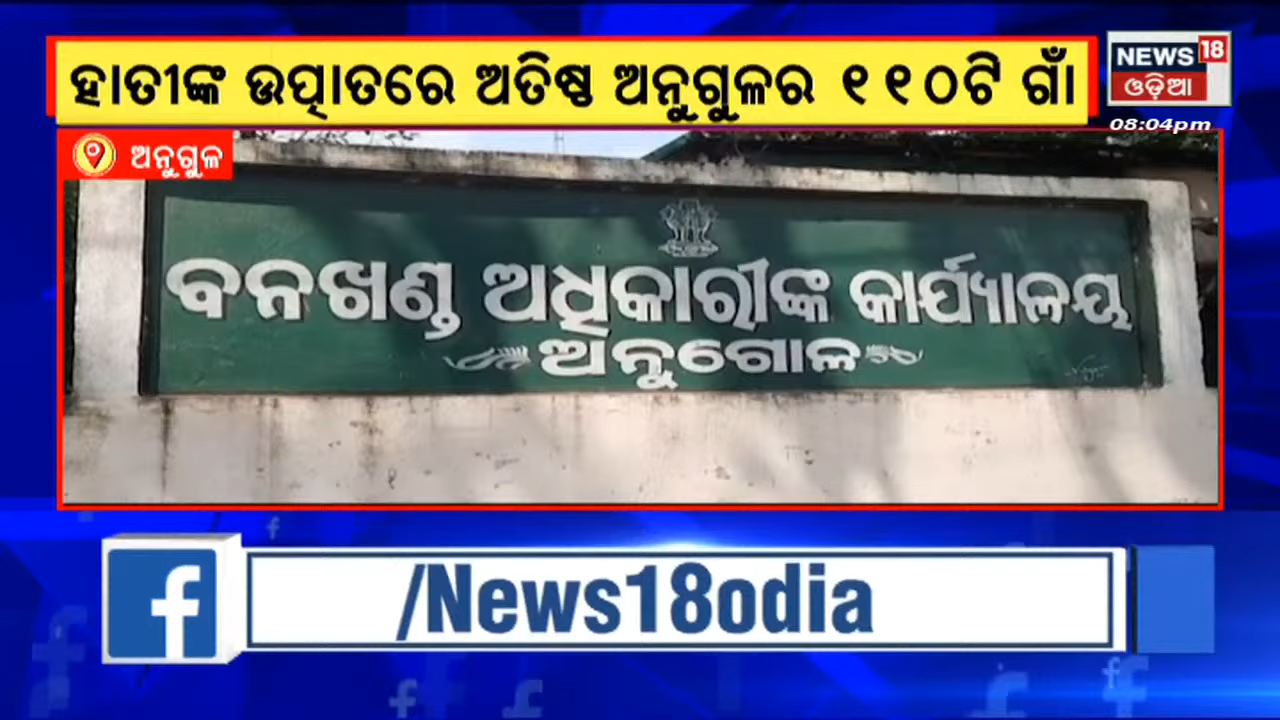 ହାତୀଙ୍କ ଉତ୍ପାତରେ ଅତିଷ୍ଠ ଅନୁଗୁଳର ୧୧୦ଟି ଗାଁ
NEWS 18
ଓଡ଼ିଆ
08:04pm
ଅନୁଗୁଳ
ବନଖଣ୍ଡ ଅଧିକାରୀଙ୍କ କାର୍ଯ୍ୟାଳୟ
ଅନୁଗୋଳ
/News18odia